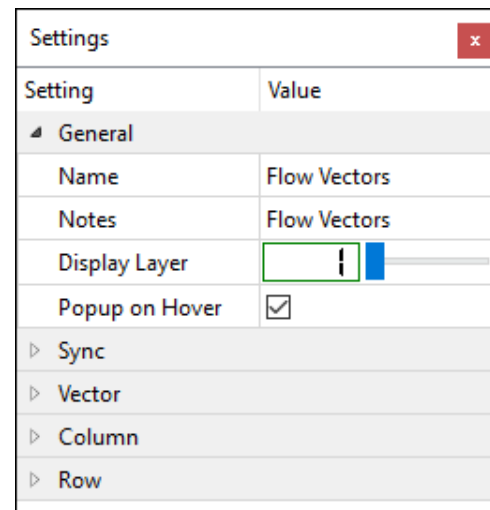 Settings
x
Setting Value
General
Name Flow Vectors
Notes Flow Vectors
Display Layer 1
Popup on Hover
Sync
Vector
Column
Row